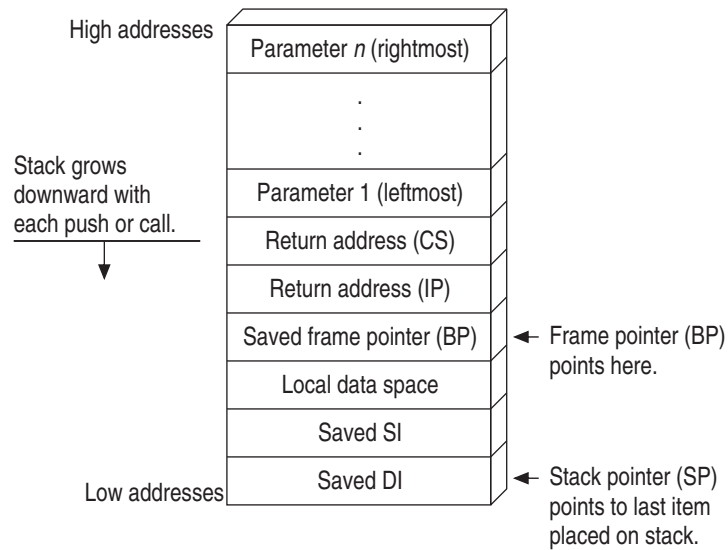 High addresses
Parameter n (rightmost)
.
.
.
Stack grows
downward with
each push or call.
Parameter 1 (leftmost)
Return address (CS)
Return address (IP)
Saved frame pointer (BP)
Frame pointer (BP)
points here.
Local data space
Saved SI
Saved DI
Low addresses
Stack pointer (SP)
points to last item
placed on stack.